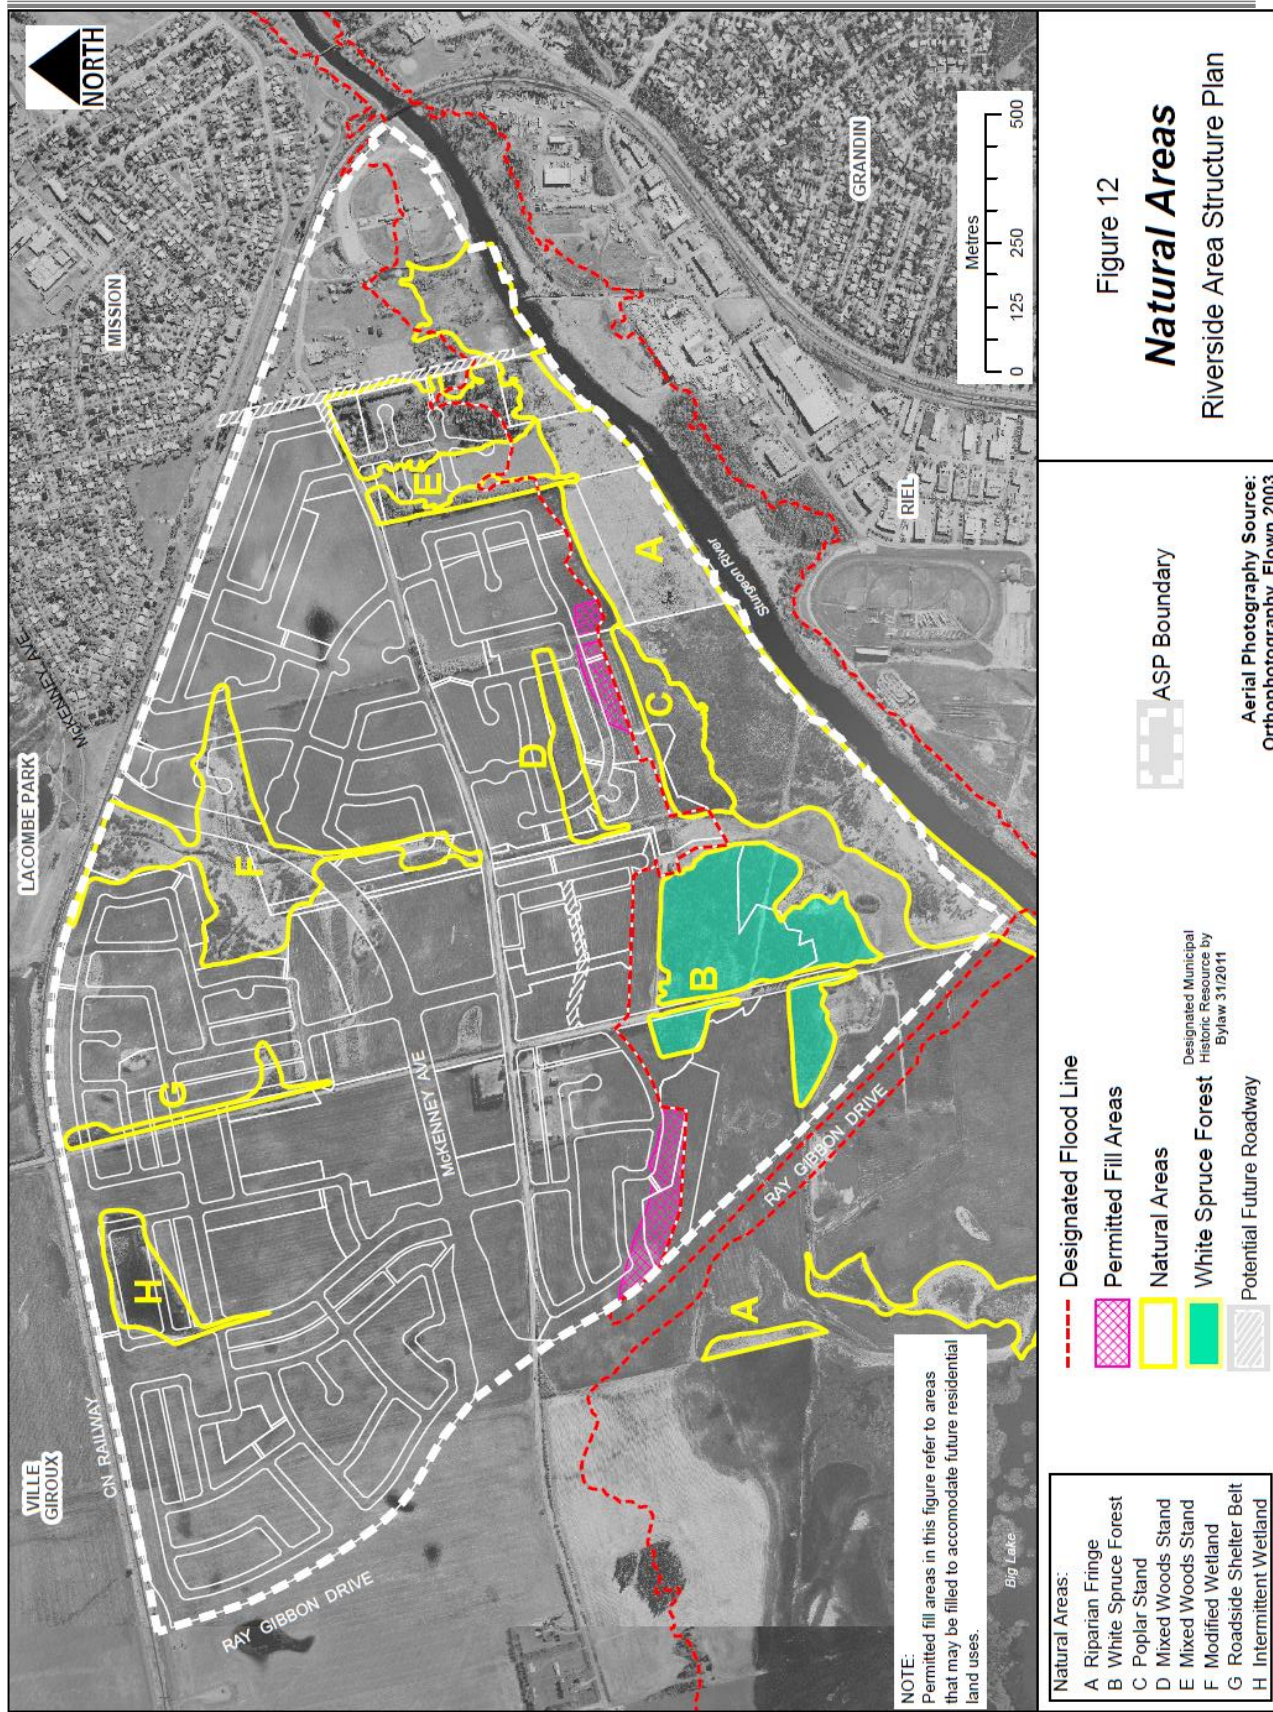 NORTH
VILLE
GIROUX
LACOMBE PARK
MISSION
GRANDIN
RIEL
CN RAILWAY
McKENNEY AVE
MCKENNEY AVE
RAY GIBBON DRIVE
RAY GIBBON DRIVE
Sturgeon River
Big Lake
H
G
F
E
D
C
B
A
A
Metres
0 125 250 500
NOTE:
Permitted fill areas in this figure refer to areas
that may be filled to accomodate future residential
land uses.
Natural Areas:
A Riparian Fringe
B White Spruce Forest
C Poplar Stand
D Mixed Woods Stand
E Mixed Woods Stand
F Modified Wetland
G Roadside Shelter Belt
H Intermittent Wetland
Designated Flood Line
Permitted Fill Areas
Natural Areas
White Spruce Forest
Designated Municipal
Historic Resource by
Bylaw 31/2011
Potential Future Roadway
ASP Boundary
Aerial Photography Source:
Orthophotography, Flown 2003
Figure 12
Natural Areas
Riverside Area Structure Plan